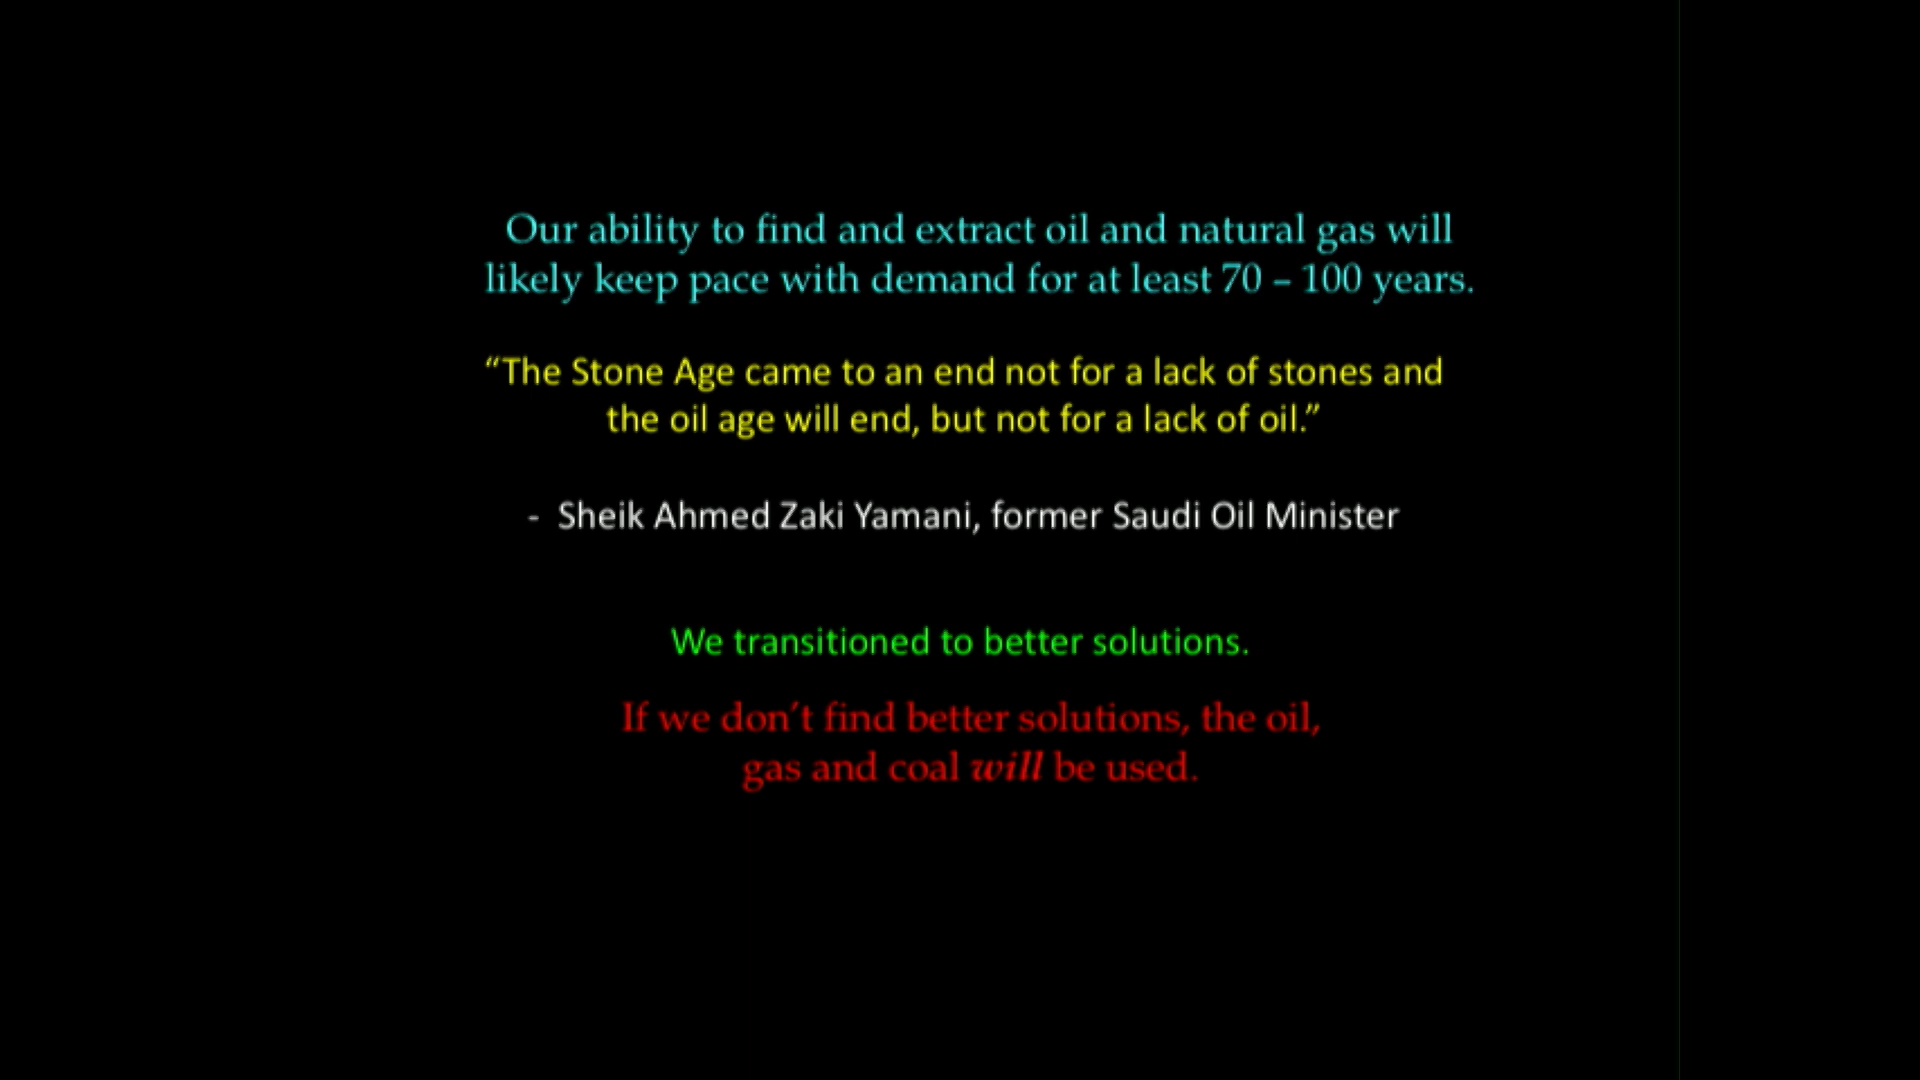 Our ability to find and extract oil and natural gas will
likely keep pace with demand for at least 70 – 100 years.
“The Stone Age came to an end not for a lack of stones and
the oil age will end, but not for a lack of oil.”
- Sheik Ahmed Zaki Yamani, former Saudi Oil Minister
We transitioned to better solutions.
If we don’t find better solutions, the oil,
gas and coal will be used.